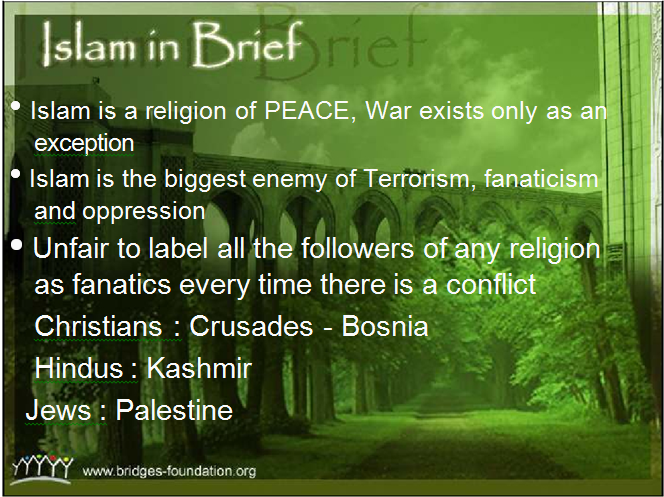 Islam in Brief
• Islam is a religion of PEACE, War exists only as an
exception
• Islam is the biggest enemy of Terrorism, fanaticism
and oppression
• Unfair to label all the followers of any religion
as fanatics every time there is a conflict
Christians : Crusades - Bosnia
Hindus : Kashmir
Jews : Palestine
www.bridges-foundation.org